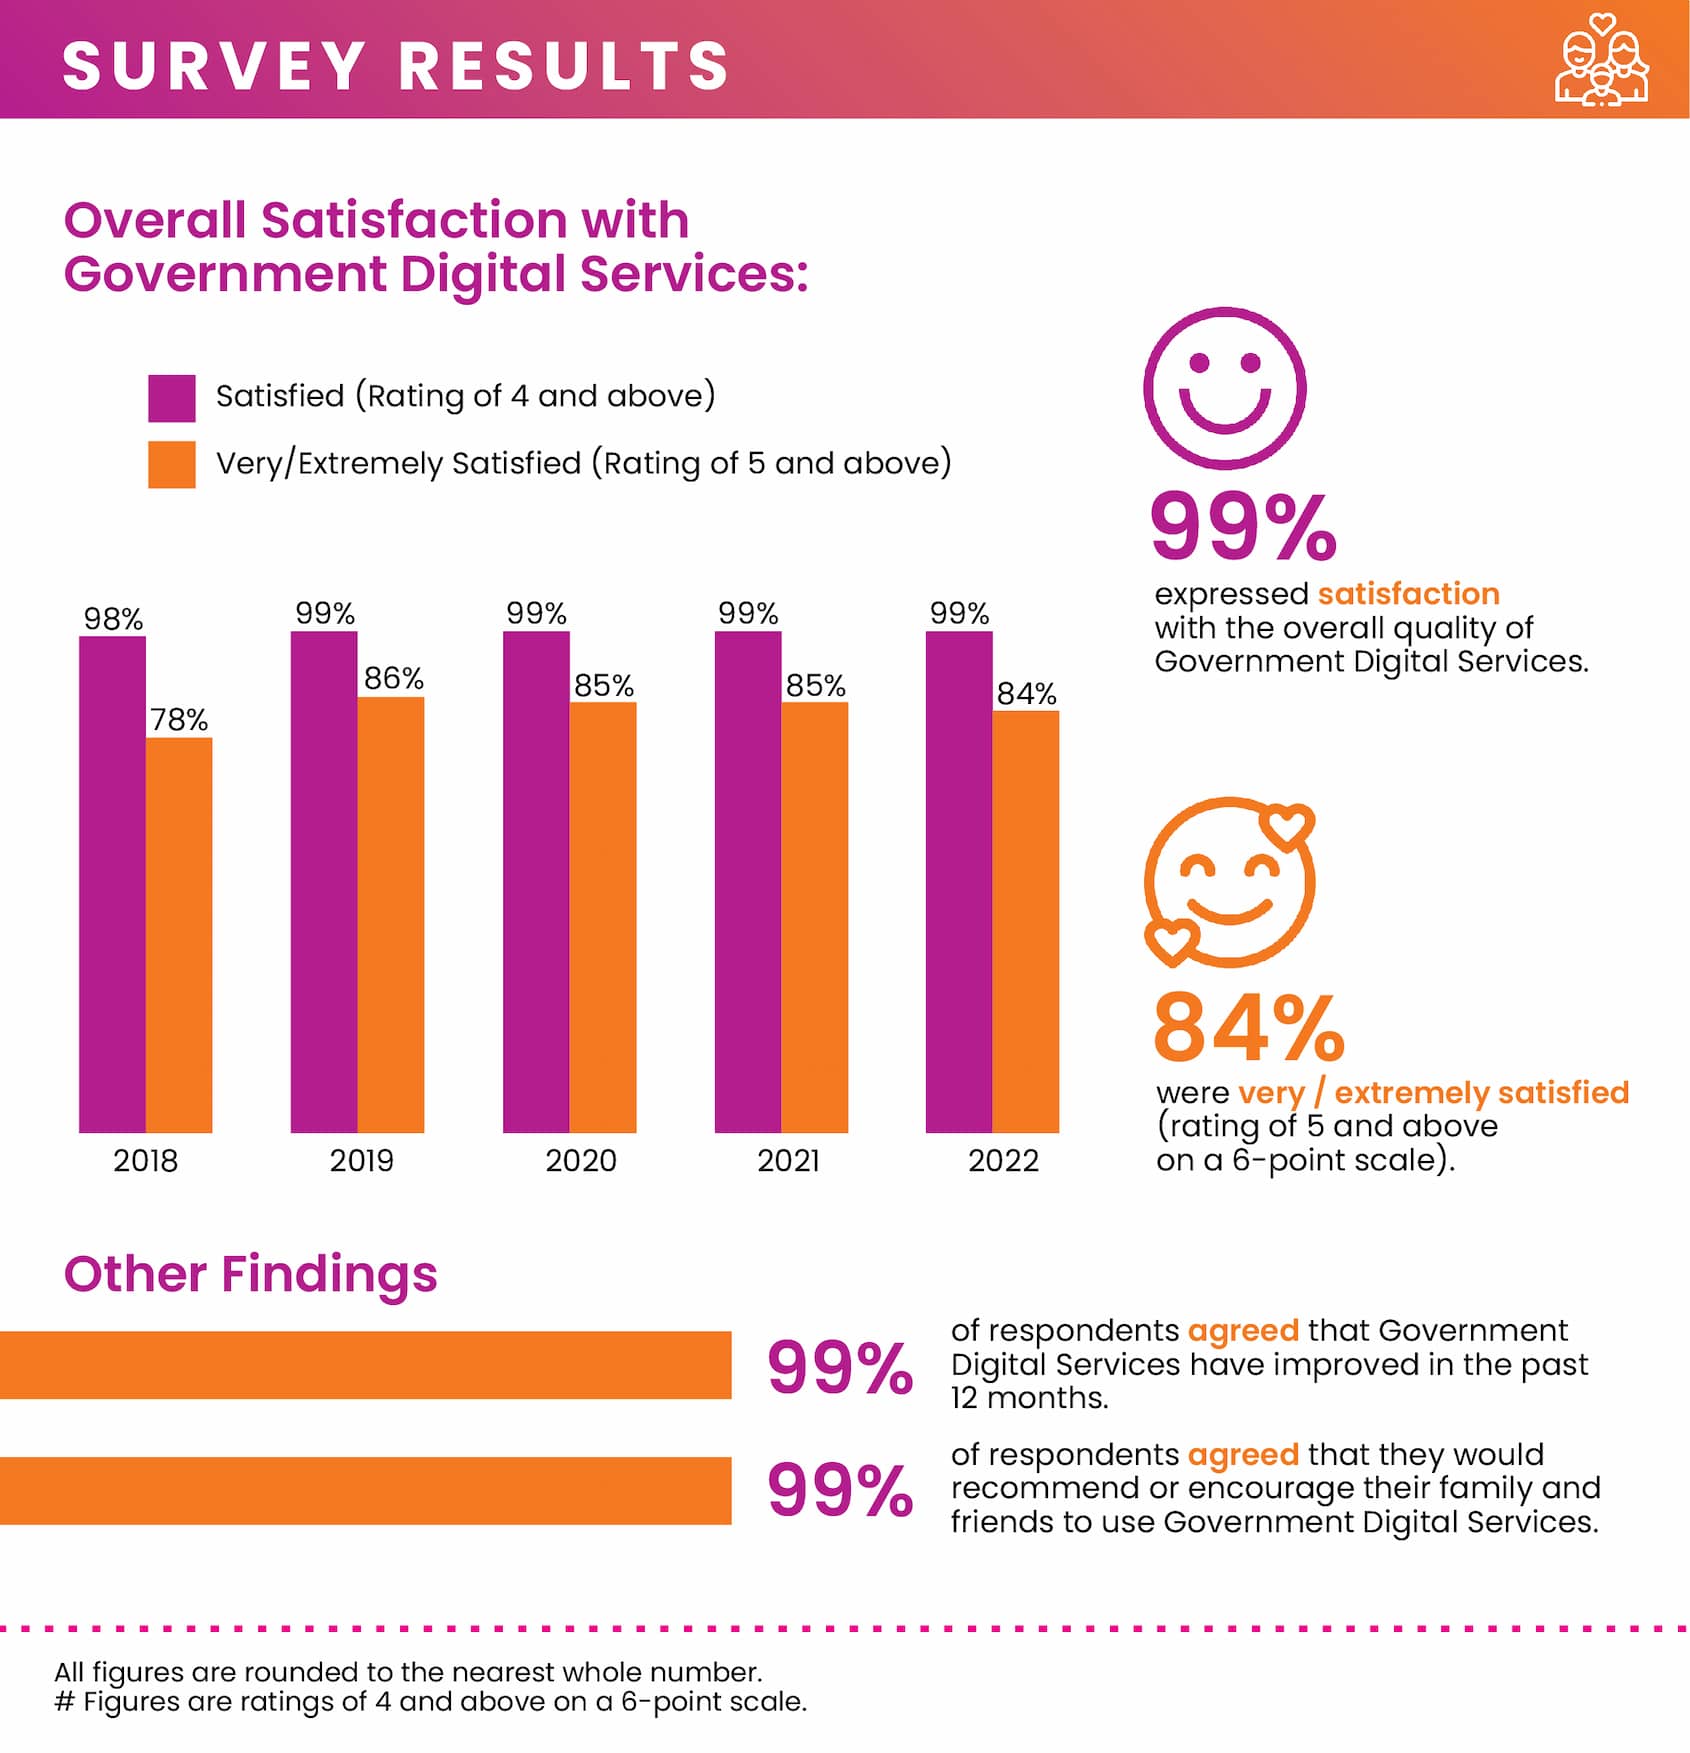 SURVEY RESULTS
Overall Satisfaction with
Government Digital Services:
Satisfied (Rating of 4 and above)
Very/Extremely Satisfied (Rating of 5 and above)
98%
78%
99%
86%
99%
85%
99%
85%
99%
84%
2018
2019
2020
2021
2022
99%
expressed satisfaction
with the overall quality of
Government Digital Services.
84%
were very / extremely satisfied
(rating of 5 and above
on a 6-point scale).
Other Findings
99%
of respondents agreed that Government
Digital Services have improved in the past
12 months.
99%
of respondents agreed that they would
recommend or encourage their family and
friends to use Government Digital Services.
All figures are rounded to the nearest whole number.
# Figures are ratings of 4 and above on a 6-point scale.